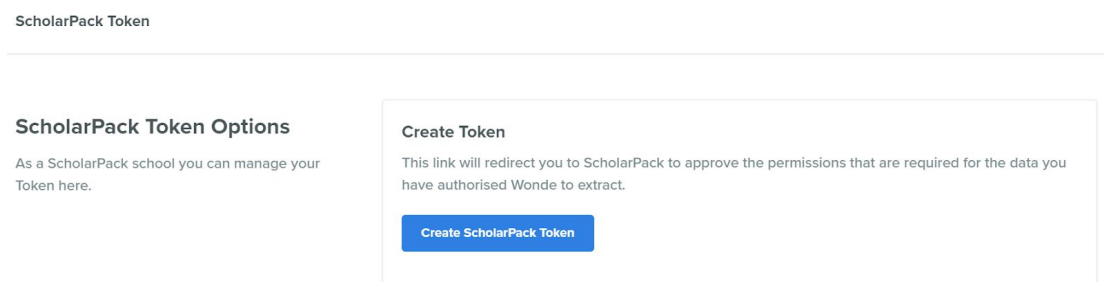 ScholarPack Token
ScholarPack Token Options
As a ScholarPack school you can manage your
Token here.
Create Token
This link will redirect you to ScholarPack to approve the permissions that are required for the data you
have authorised Wonde to extract.
Create ScholarPack Token